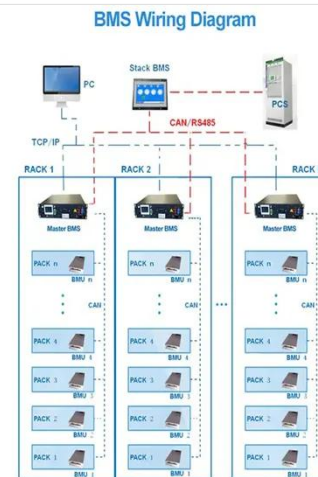 BMS Wiring Diagram
Stack BMS
PC
PCS
CAN/RS485
TCP/IP
RACK 1
RACK 2
RACK
Master BMS
Master BMS
Master BMS
PACK n
BMU n
PACK n
BMU n
PACK n
BMU n
CAN
CAN
CAN
PACK 4
BMU 4
PACK 4
BMU 4
PACK 4
BMU 4
PACK 3
BMU 3
PACK 3
BMU 3
PACK 3
BMU 3
PACK 2
BMU 2
PACK 2
BMU 2
PACK 2
BMU 2
PACK 1
BMU 1
PACK 1
BMU 1
PACK 1
BMU 1